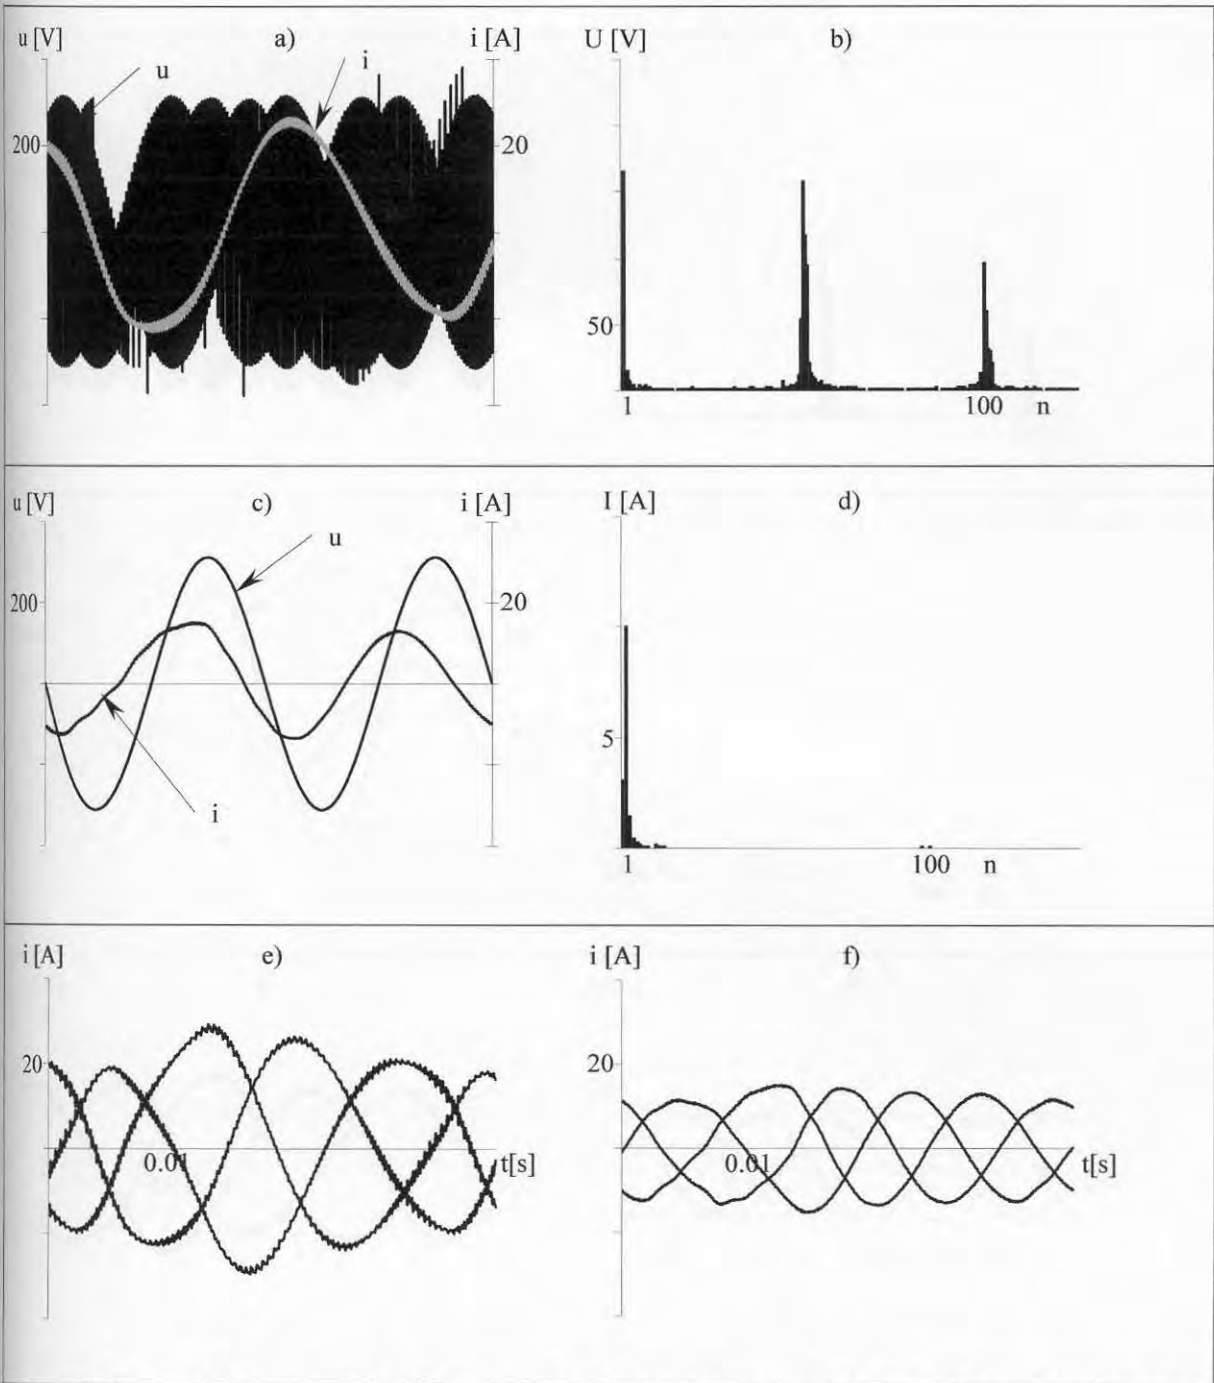 u [V] a) i [A]
u
i
200
20
U [V] b)
50
1 100 n
u [V] c) i [A]
u
200
20
i
I [A] d)
5
1 100 n
i [A] e)
20
0.01 t[s]
i [A] f)
20
0.01 t[s]